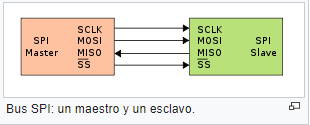 SCLK SCLK
SPI MOSI MOSI SPI
Master MISO MISO Slave
SS SS
Bus SPI: un maestro y un esclavo.